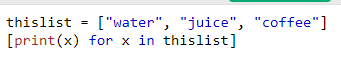 thislist = ["water", "juice", "coffee"]
[print(x) for x in thislist]